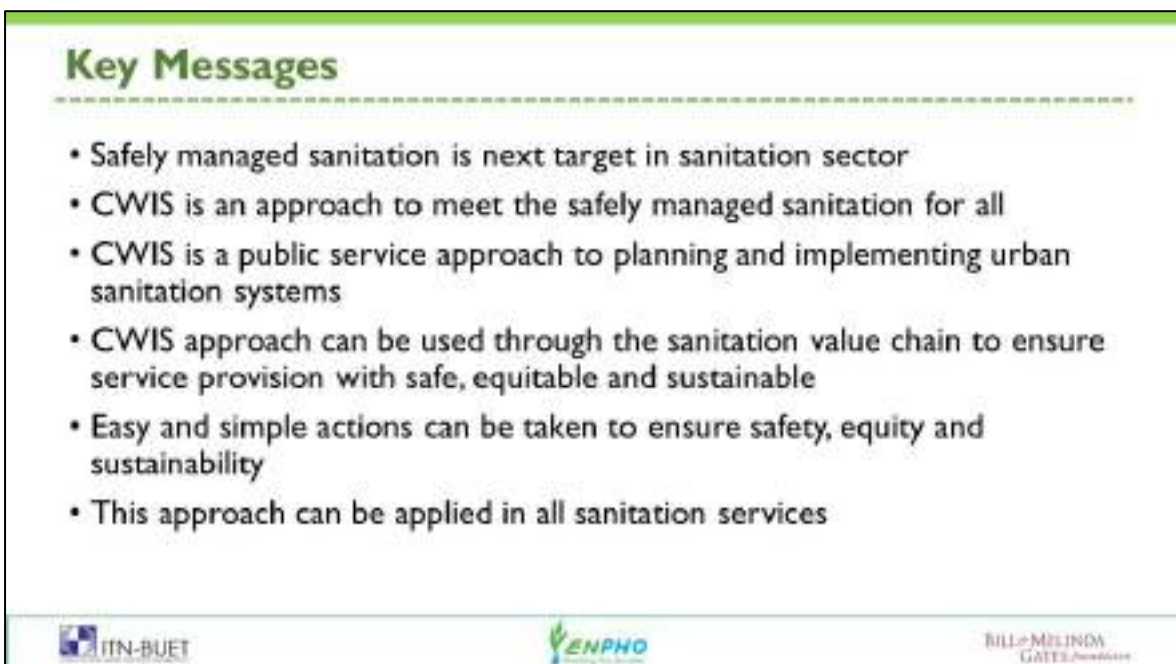 Key Messages
• Safely managed sanitation is next target in sanitation sector
• CWIS is an approach to meet the safely managed sanitation for all
• CWIS is a public service approach to planning and implementing urban
sanitation systems
• CWIS approach can be used through the sanitation value chain to ensure
service provision with safe, equitable and sustainable
• Easy and simple actions can be taken to ensure safety, equity and
sustainability
• This approach can be applied in all sanitation services
ITN-BUET
ENPHO
BILL & MELINDA
GATES foundation